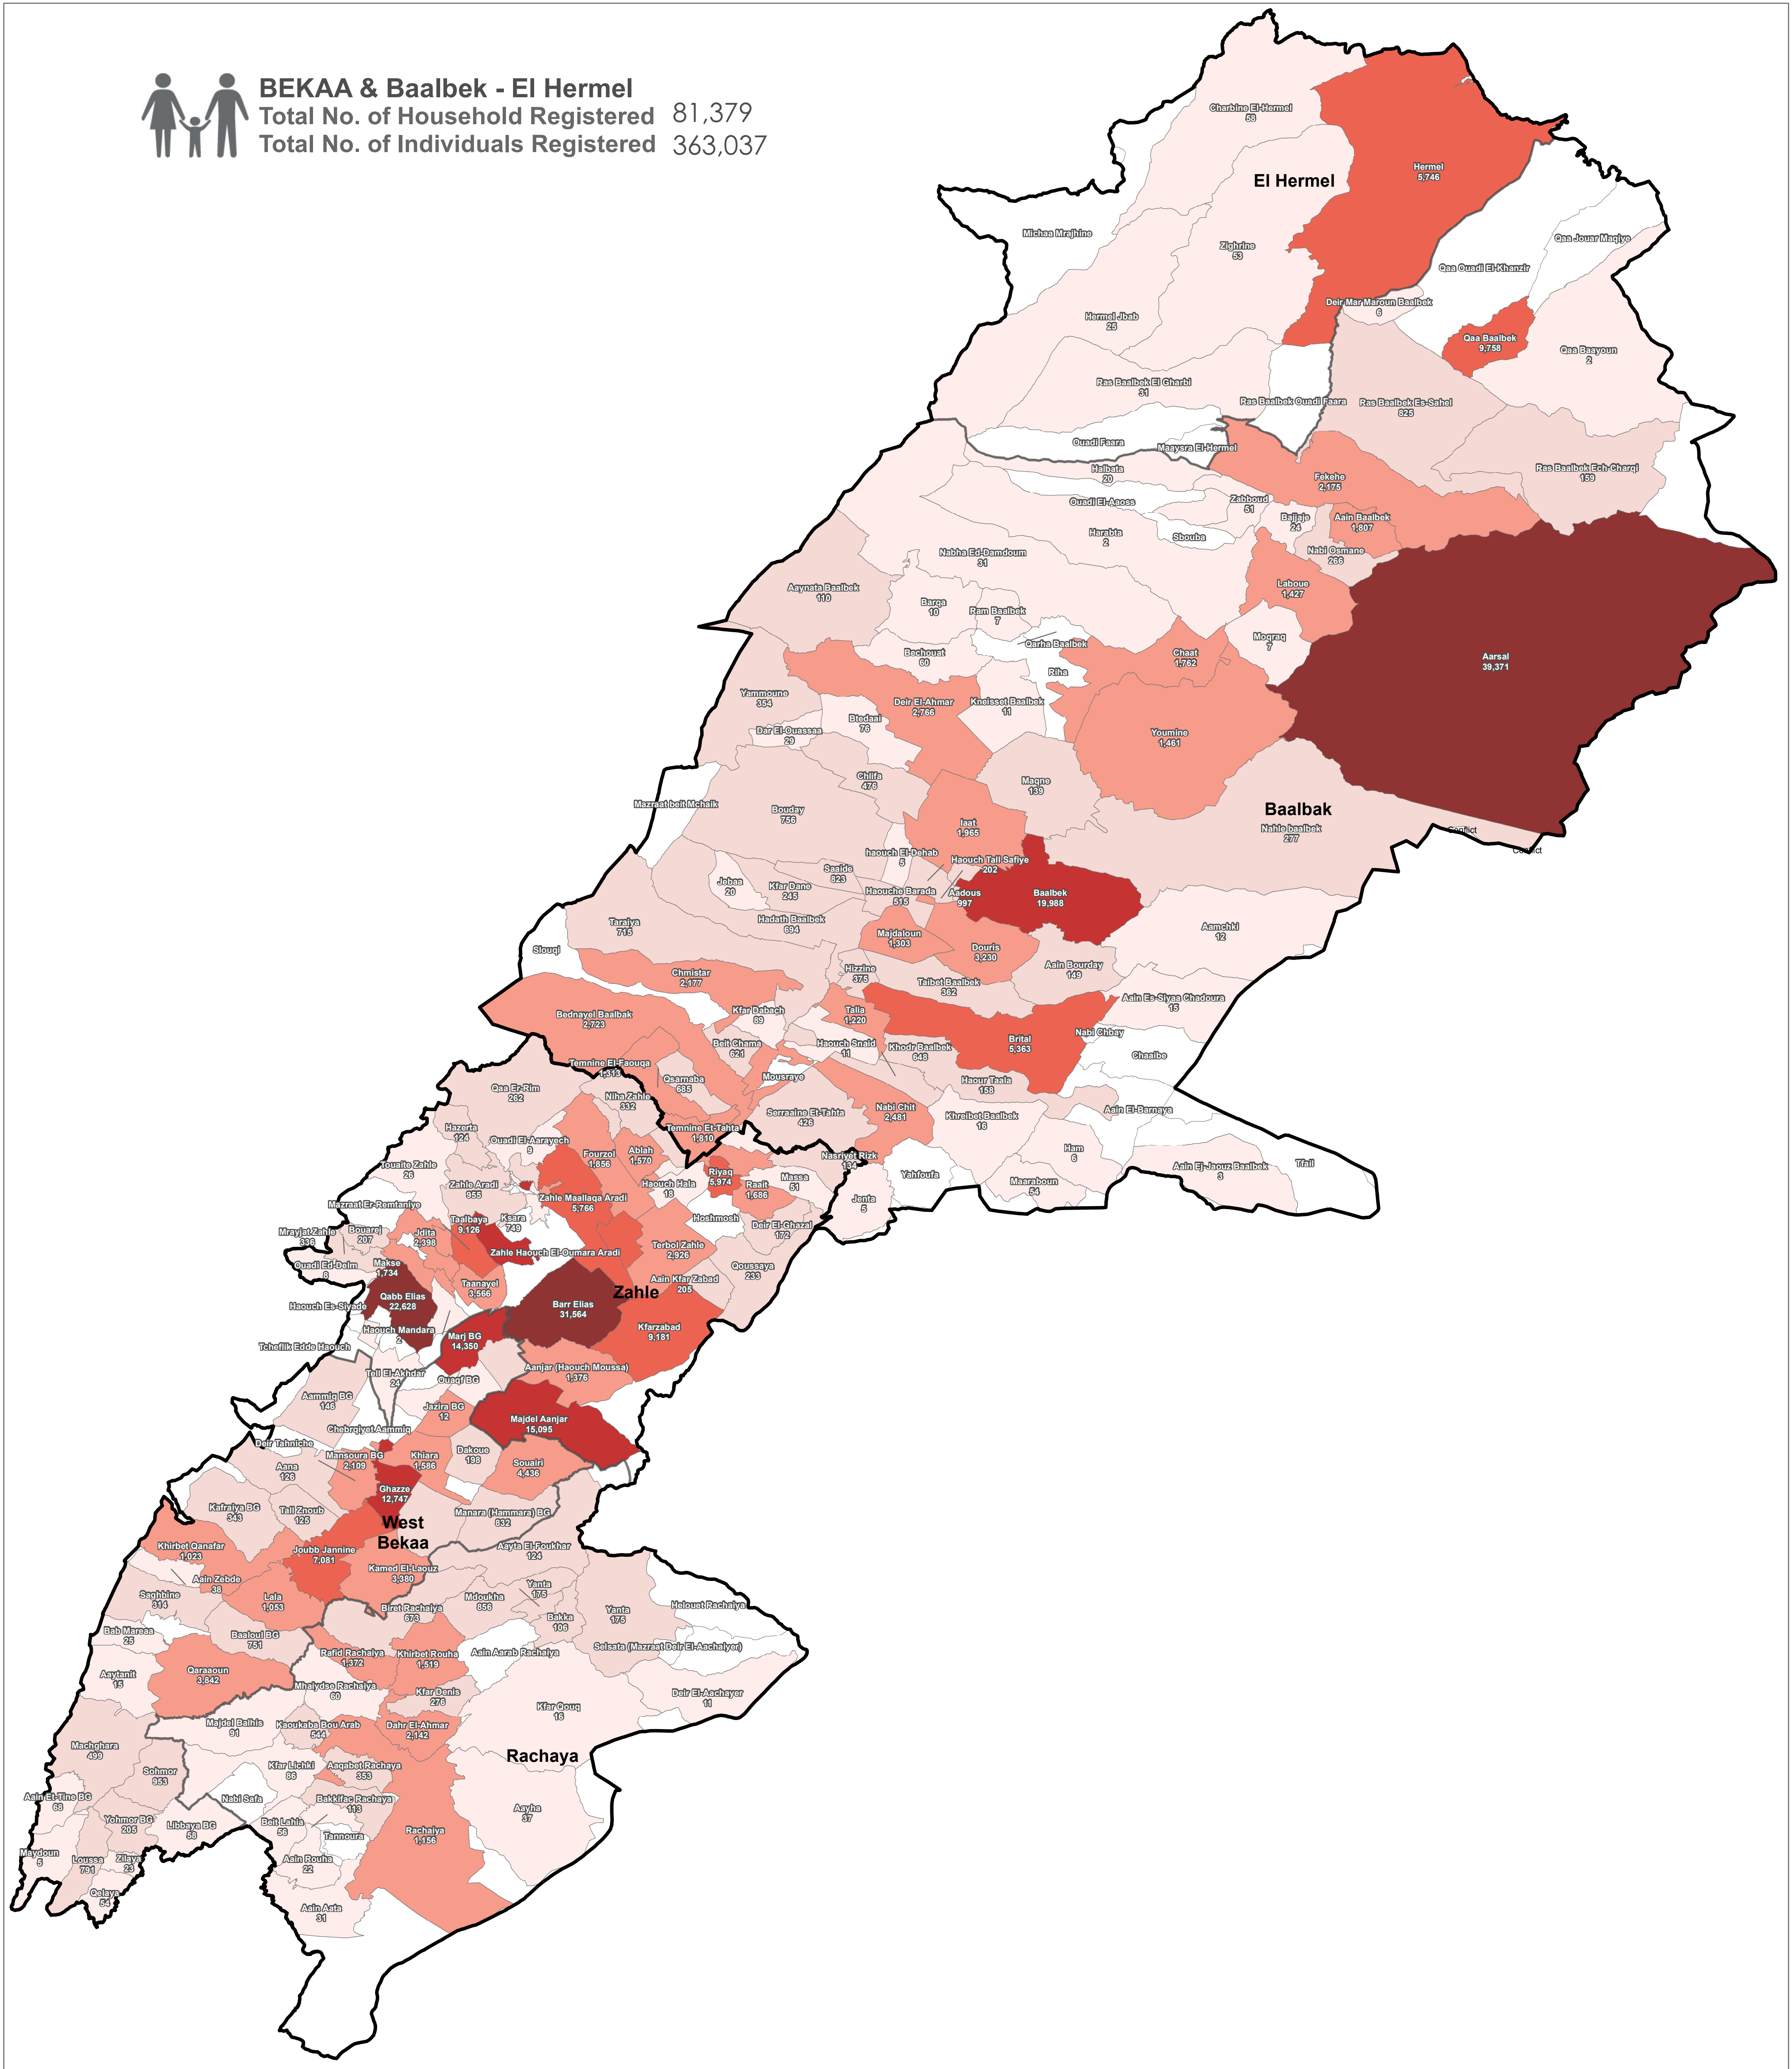 BEKAA & Baalbek - El Hermel
Total No. of Household Registered 81,379
Total No. of Individuals Registered 363,037
Charbine El-Hermel
58
Hermel
5,746
El Hermel
Michaa Mrajhine
Zighrine
53
Qaa Jouar Maqiye
Qaa Ouadi El-Khanzir
Deir Mar Maroun Baalbek
6
Hermel Jbab
25
Qaa Baalbek
9,758
Qaa Baayoun
2
Ras Baalbek El Gharbi
31
Ras Baalbek Ouadi Faara
Ras Baalbek Es-Sahel
825
Ouadi Faara
Maaysra El-Hermel
Halbata
20
Fekehe
2,175
Ras Baalbek Ech-Charqi
159
Ouadi El-Aaoss
Zabboud
51
Bajjaje
24
Aain Baalbek
1,807
Harabta
2
Sbouba
Nabi Osmane
266
Nabha Ed-Damdoum
31
Laboue
1,427
Aaynata Baalbek
110
Barqa
10
Ram Baalbek
7
Moqraq
7
Qarha Baalbek
Chaat
1,762
Bechouat
60
Aarsal
39,371
Riha
Yammoune
354
Deir El-Ahmar
2,766
Kneisset Baalbek
11
Btedaai
76
Dar El-Ouassaa
29
Youmine
1,461
Chlifa
476
Maqne
139
Mazraat beit Mchaik
Bouday
756
Baalbak
Nahle baalbek
277
Conflict
Conflict
Iaat
1,965
haouch El-Dehab
5
Haouch Tall Safiye
202
Saaide
823
Jebaa
20
Kfar Dane
245
Haouche Barada
515
Aadous
997
Baalbek
19,988
Taraiya
715
Hadath Baalbek
694
Majdaloun
1,303
Aamchki
12
Slouqi
Douris
3,230
Chmistar
2,177
Hizzine
375
Aain Bourday
149
Taibet Baalbek
362
Aain Es-Siyaa Chadoura
15
Bednayel Baalbak
2,723
Kfar Dabach
89
Talia
1,220
Brital
5,363
Nabi Chbay
Beit Chama
621
Haouch Snaid
11
Khodr Baalbek
648
Chaaibe
Temnine El-Faouqa
1,313
Mousraye
Qsarnaba
685
Haour Taala
158
Qaa Er-Rim
262
Niha Zahle
332
Serraaine Et-Tahta
426
Nabi Chit
2,481
Khreibet Baalbek
16
Aain El-Barnaya
Hazerta
124
Temnine Et-Tahta
1,810
Ouadi El-Aarayech
9
Fourzol
1,856
Ablah
1,570
Ham
6
Nasriyet Rizk
134
Touaite Zahle
26
Riyaq
5,974
Massa
51
Yahfoufa
Aain Ej-Jaouz Baalbek
3
Tfail
Zahle Aradi
955
Haouch Hala
18
Raait
1,686
Maaraboun
54
Mazraat Er-Remtaniye
Zahle Maallaqa Aradi
5,766
Jenta
5
Taalbaya
9,126
Ksara
749
Hoshmosh
Deir El-Ghazal
172
Mrayjat Zahle
336
Bouarej
207
Jdita
2,398
Zahle Haouch El-Oumara Aradi
Terbol Zahle
2,926
Ouadi Ed-Delm
8
Makse
1,734
Qoussaya
233
Taanayel
3,566
Aain Kfar Zabad
205
Zahle
Haouch Es-Siyade
Qabb Elias
22,628
Barr Elias
31,564
Haouch Mandara
2
Marj BG
14,350
Kfarzabad
9,181
Tcheflik Edde Haouch
Aanjar (Haouch Moussa)
1,376
Tell El-Akhdar
24
Ouaqf BG
Aammiq BG
146
Jazira BG
12
Majdel Aanjar
15,095
Chebrqiyet Aammiq
Deir Tahniche
Mansoura BG
2,109
Khiara
1,586
Dakoue
198
Souairi
4,436
Aana
126
Ghazze
12,747
Kafraiya BG
343
Tall Znoub
125
Manara (Hammara) BG
832
West
Bekaa
Khirbet Qanafar
1,023
Joubb Jannine
7,081
Aayta El-Foukhar
124
Kamed El-Laouz
3,380
Aain Zebde
38
Saghbine
314
Lala
1,053
Yanta
175
Mdoukha
856
Biret Rachaiya
673
Bakka
106
Yanta
175
Helouet Rachaiya
Bab Mareaa
25
Baaloul BG
751
Selsata (Mazraat Deir El-Aachaiyer)
Rafid Rachaiya
1,372
Khirbet Rouha
1,519
Aain Aarab Rachaiya
Aaytanit
15
Qaraaoun
3,842
Mhaiydse Rachaiya
60
Kfar Denis
276
Deir El-Aachayer
11
Kfar Qouq
16
Majdel Balhis
91
Kaoukaba Bou Arab
544
Dahr El-Ahmar
2,142
Machghara
499
Rachaya
Sohmor
953
Kfar Lichki
86
Aaqabet Rachaya
353
Aain Et-Tine BG
68
Nabi Safa
Bakkifac Rachaya
113
Aayha
37
Yohmor BG
205
Libbaya BG
58
Beit Lahia
56
Tannoura
Rachaiya
1,156
Maydoun
5
Loussa
791
Zilaya
23
Aain Rouha
22
Qelaya
54
Aain Aata
31